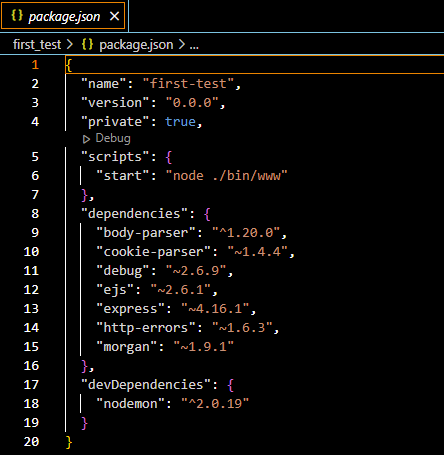 {} package.json ×
first_test > {} package.json > ...
1 {
2 "name": "first-test",
3 "version": "0.0.0",
4 "private": true,
Debug
5 "scripts": {
6 "start": "node ./bin/www"
7 },
8 "dependencies": {
9 "body-parser": "^1.20.0",
10 "cookie-parser": "~1.4.4",
11 "debug": "~2.6.9",
12 "ejs": "~2.6.1",
13 "express": "~4.16.1",
14 "http-errors": "~1.6.3",
15 "morgan": "~1.9.1"
16 },
17 "devDependencies": {
18 "nodemon": "^2.0.19"
19 }
20 }